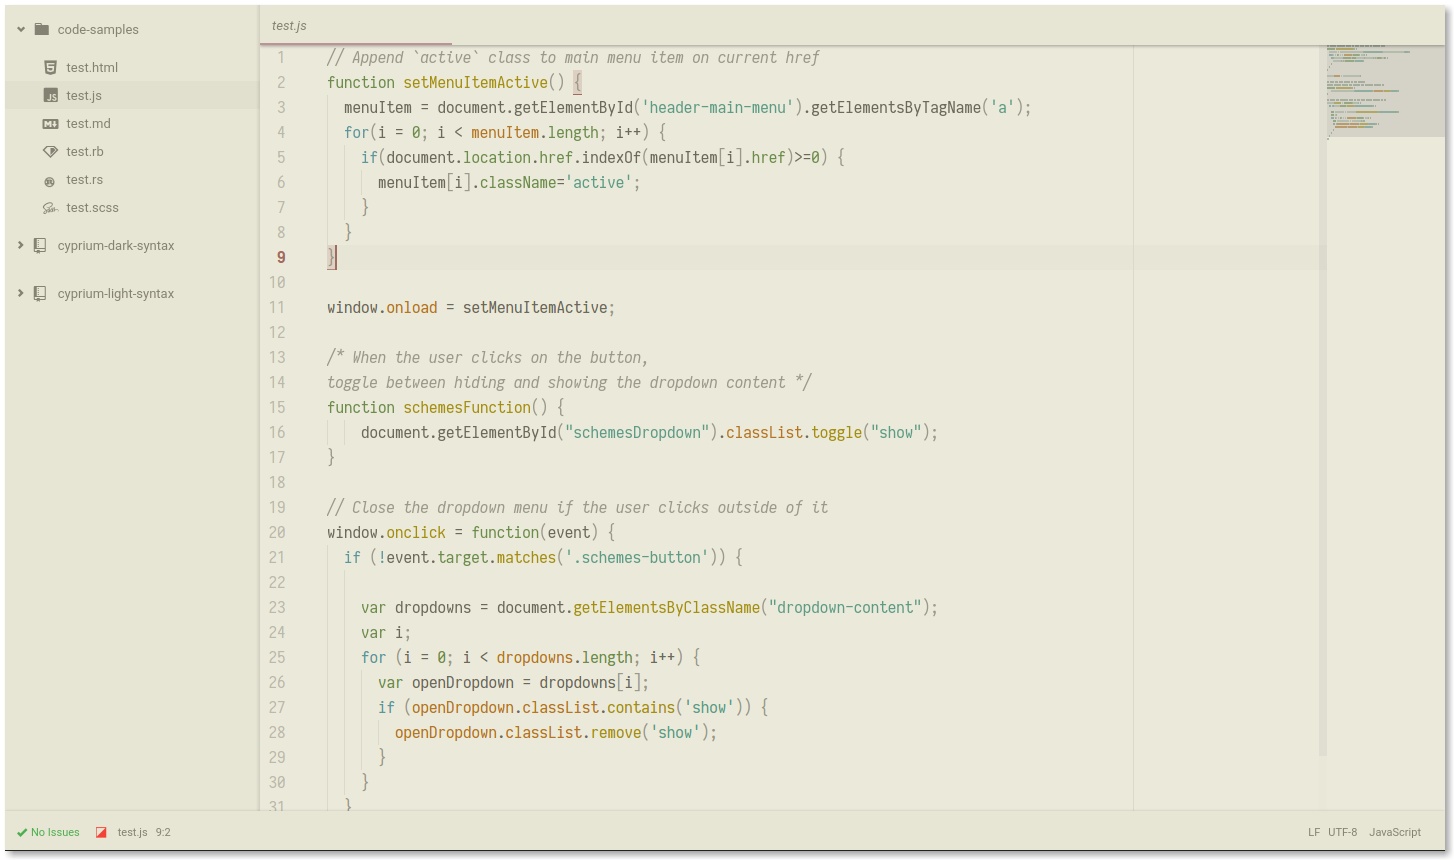 code-samples
test.html
test.js
test.md
test.rb
test.rs
test.scss
cyprium-dark-syntax
cyprium-light-syntax
test.js
1 // Append `active` class to main menu item on current href
2 function setMenuItemActive() {
3   menuItem = document.getElementById('header-main-menu').getElementsByTagName('a');
4   for(i = 0; i < menuItem.length; i++) {
5     if(document.location.href.indexOf(menuItem[i].href)>=0) {
6       menuItem[i].className='active';
7     }
8   }
9 }
10
11 window.onload = setMenuItemActive;
12
13 /* When the user clicks on the button,
14 toggle between hiding and showing the dropdown content */
15 function schemesFunction() {
16     document.getElementById("schemesDropdown").classList.toggle("show");
17 }
18
19 // Close the dropdown menu if the user clicks outside of it
20 window.onclick = function(event) {
21   if (!event.target.matches('.schemes-button')) {
22
23     var dropdowns = document.getElementsByClassName("dropdown-content");
24     var i;
25     for (i = 0; i < dropdowns.length; i++) {
26       var openDropdown = dropdowns[i];
27       if (openDropdown.classList.contains('show')) {
28         openDropdown.classList.remove('show');
29       }
30     }
31   }
No Issues test.js 9:2 LF UTF-8 JavaScript